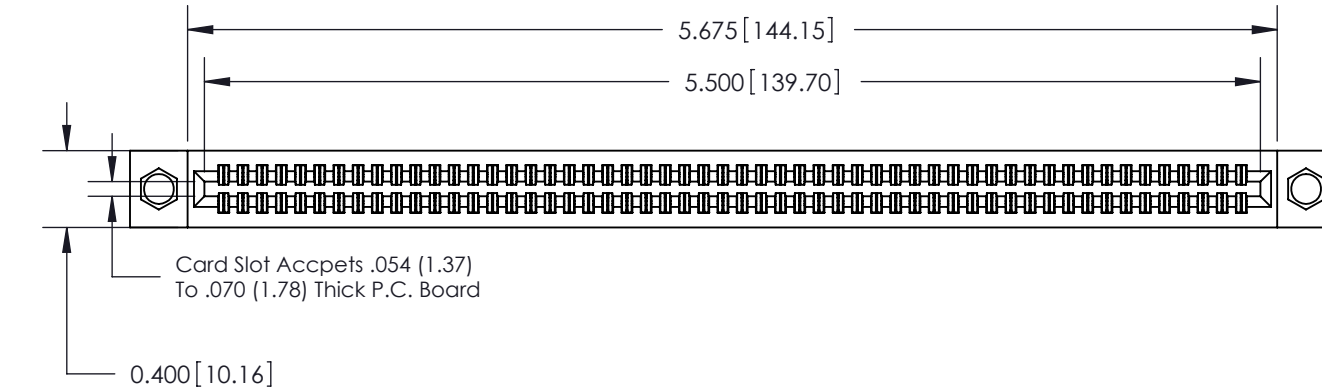 5.675[144.15]
5.500[139.70]
Card Slot Accpets .054 (1.37)
To .070 (1.78) Thick P.C. Board
0.400[10.16]